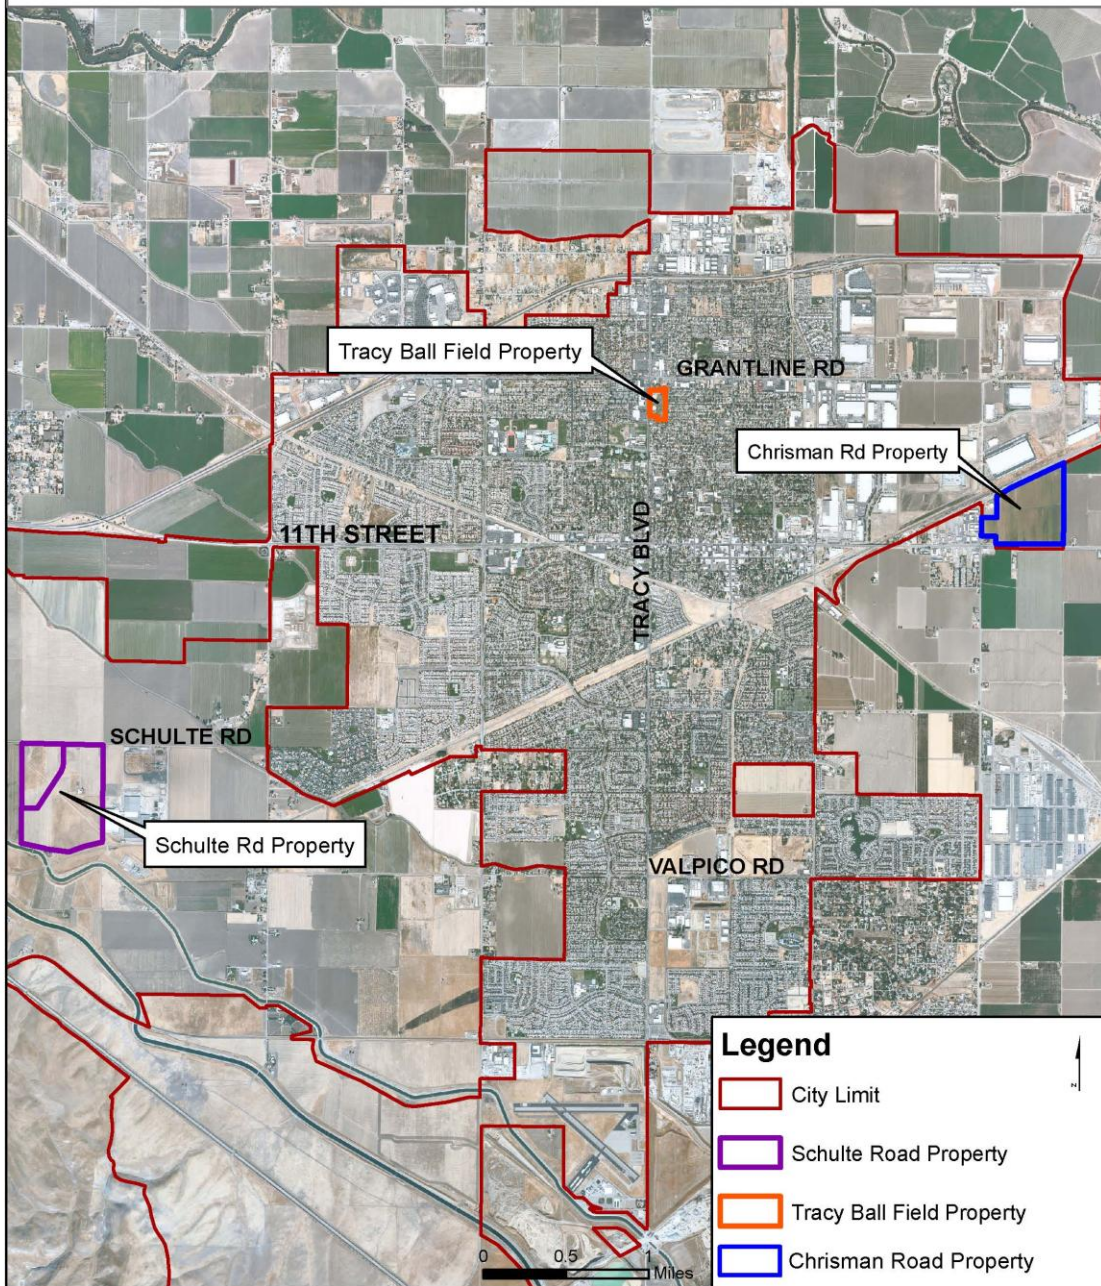 Tracy Ball Field Property
GRANTLINE RD
Chrisman Rd Property
11TH STREET
TRACY BLVD
SCHULTE RD
Schulte Rd Property
VALPICO RD
Legend
N
City Limit
Schulte Road Property
Tracy Ball Field Property
Chrisman Road Property
0 0.5 1
Miles